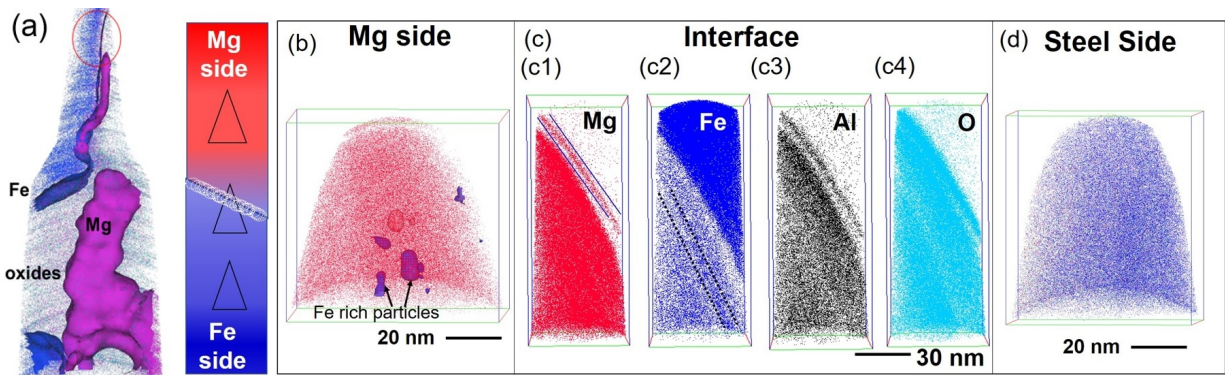 (a)
Mg
side
Fe
Mg
oxides
Fe
side
(b)
Mg side
Fe rich particles
20 nm
(c)
Interface
(c1)
(c2)
(c3)
(c4)
Mg
Fe
Al
O
30 nm
(d)
Steel Side
20 nm